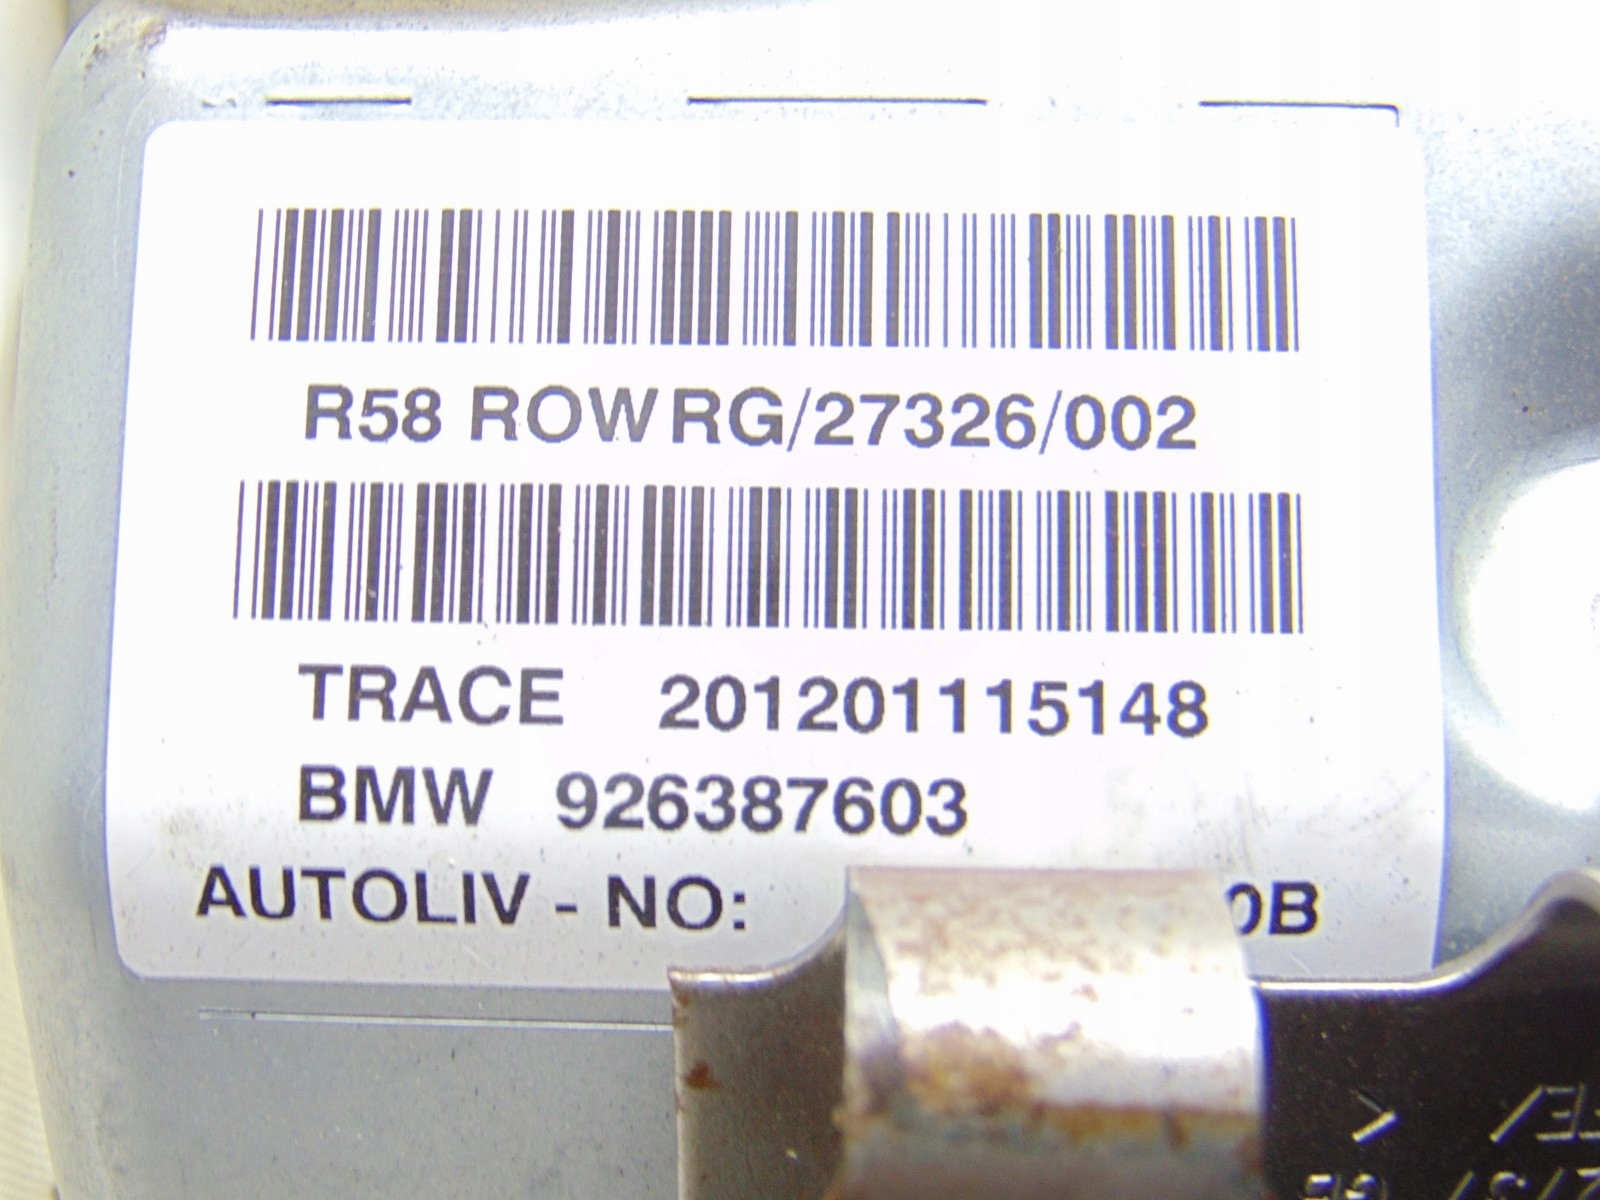 R58 ROW RG/27326/002
TRACE 201201115148
BMW 926387603
AUTOLIV - NO: 0B